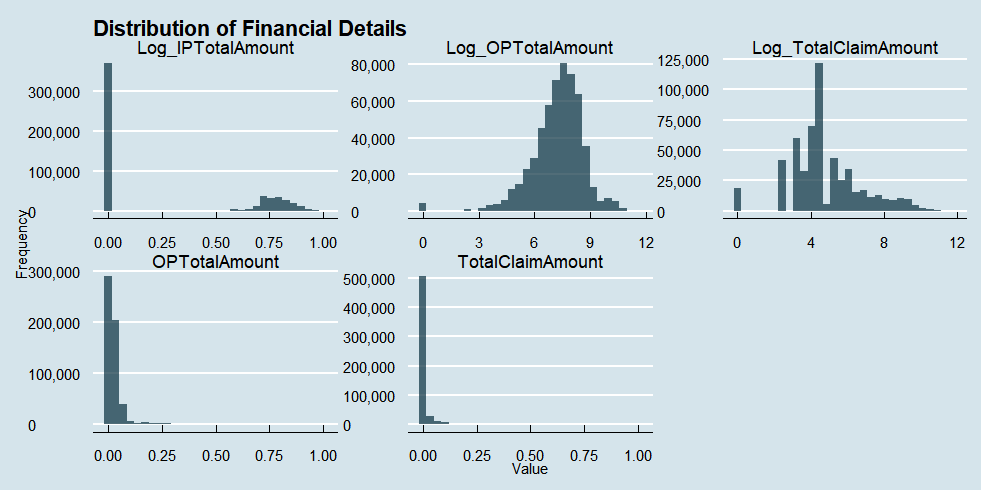 Distribution of Financial Details
Log_IPTotalAmount
Log_OPTotalAmount
Log_TotalClaimAmount
300,000
200,000
100,000
0
0.00 0.25 0.50 0.75 1.00
80,000
60,000
40,000
20,000
0
0 3 6 9 12
125,000
100,000
75,000
50,000
25,000
0
0 4 8 12
Frequency
OPTotalAmount
TotalClaimAmount
300,000
200,000
100,000
0
0.00 0.25 0.50 0.75 1.00
500,000
400,000
300,000
200,000
100,000
0
0.00 0.25 0.50 0.75 1.00
Value